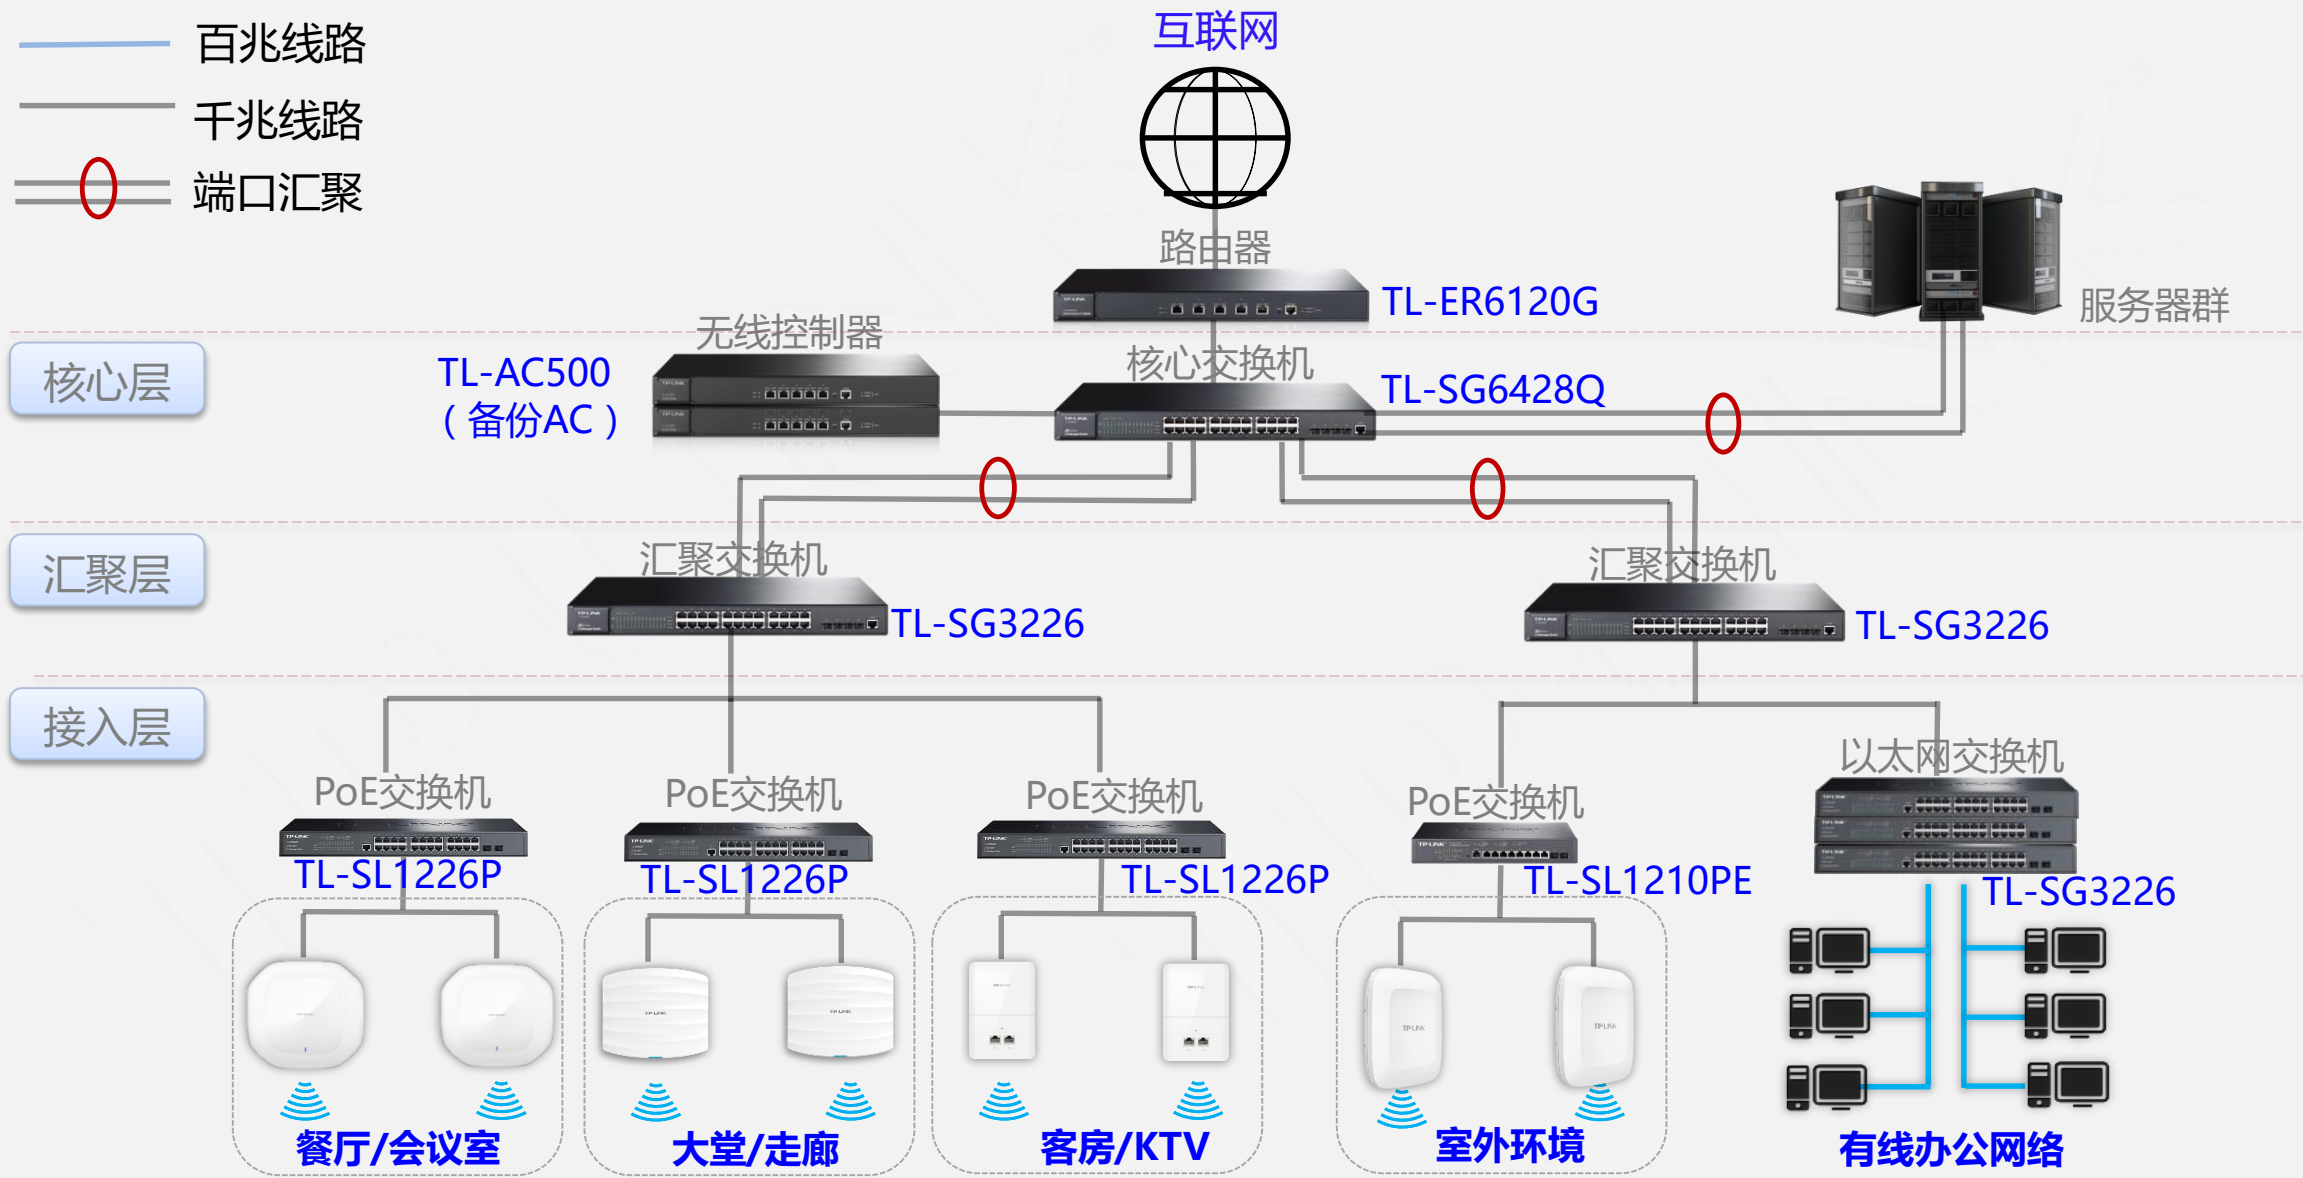 百兆线路
千兆线路
端口汇聚
互联网
路由器
TL-ER6120G
服务器群
核心层
无线控制器
TL-AC500
（备份AC）
核心交换机
TL-SG6428Q
汇聚层
汇聚交换机
TL-SG3226
汇聚交换机
TL-SG3226
接入层
PoE交换机
TL-SL1226P
PoE交换机
TL-SL1226P
PoE交换机
TL-SL1226P
PoE交换机
TL-SL1210PE
以太网交换机
TL-SG3226
餐厅/会议室
大堂/走廊
客房/KTV
室外环境
有线办公网络